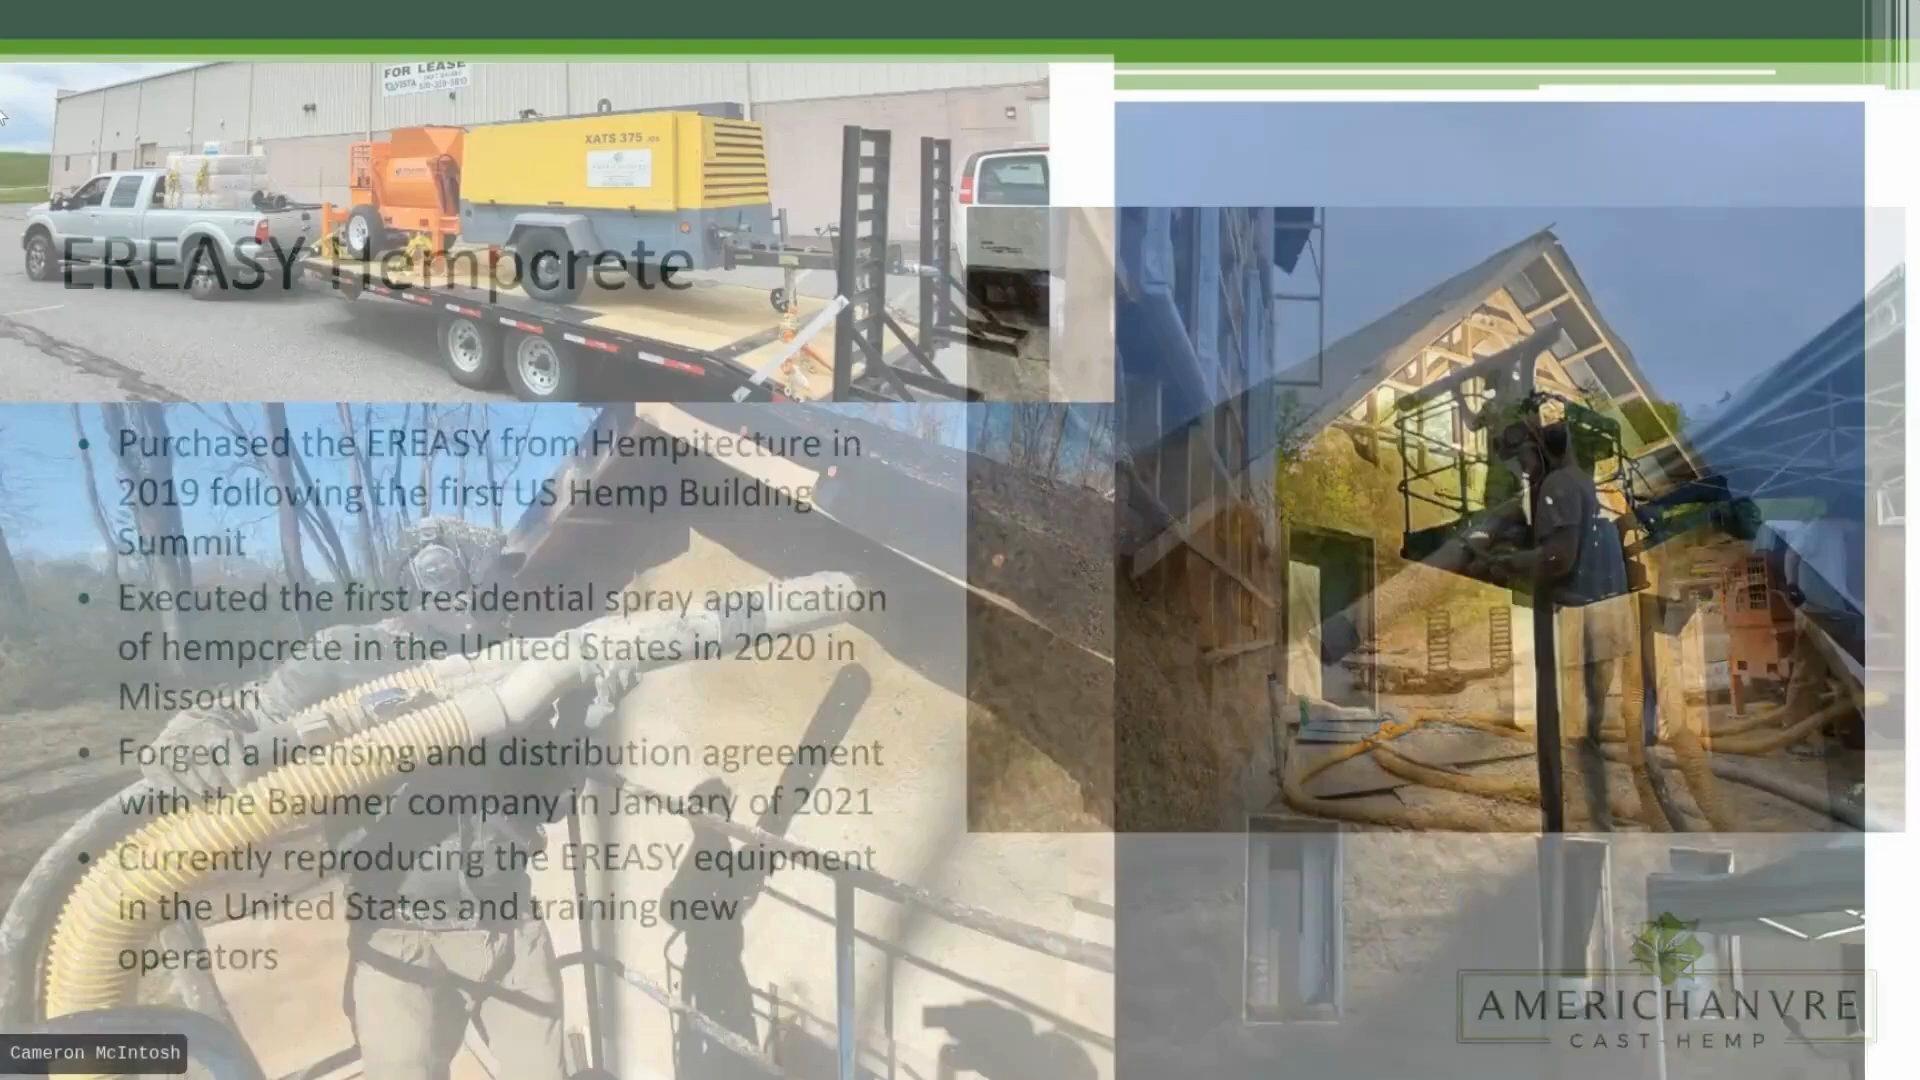 FOR LEASE
VISTA
XATS 375
AMERICHANVRE
EREASY Hempcrete
• Purchased the EREASY from Hempitecture in
2019 following the first US Hemp Building
Summit
• Executed the first residential spray application
of hempcrete in the United States in 2020 in
Missouri
• Forged a licensing and distribution agreement
with the Baumer company in January of 2021
• Currently reproducing the EREASY equipment
in the United States and training new
operators
AMERICHANVRE
CAST-HEMP
Cameron McIntosh